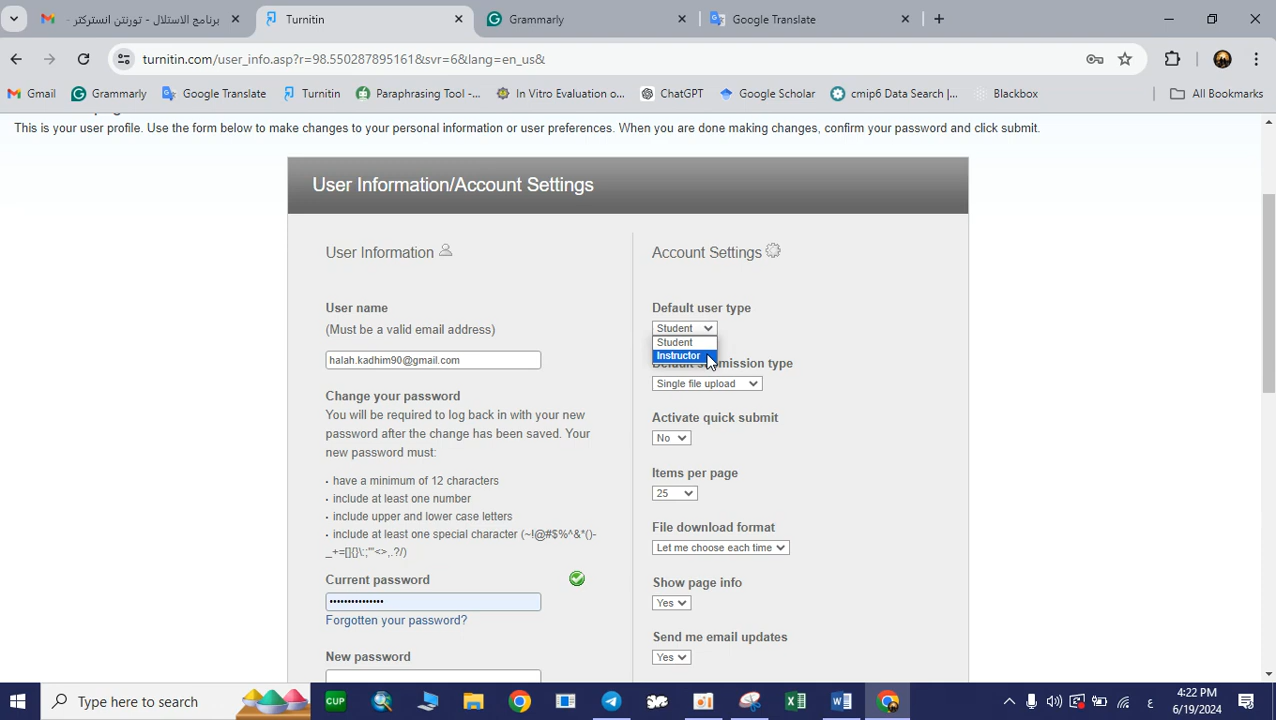 برنامج الاستلال - تورنتن انستركتر -
Turnitin
Grammarly
Google Translate
turnitin.com/user_info.asp?r=98.550287895161&svr=6&lang=en_us&
Gmail
Grammarly
Google Translate
Turnitin
Paraphrasing Tool -...
In Vitro Evaluation o...
ChatGPT
Google Scholar
cmip6 Data Search |...
Blackbox
All Bookmarks
This is your user profile. Use the form below to make changes to your personal information or user preferences. When you are done making changes, confirm your password and click submit.
User Information/Account Settings
User Information
User name
(Must be a valid email address)
halah.kadhim90@gmail.com
Change your password
You will be required to log back in with your new
password after the change has been saved. Your
new password must:
• have a minimum of 12 characters
• include at least one number
• include upper and lower case letters
• include at least one special character (~!@#$%^&*()-
_+=[]{}\:;"'<>,.?/)
Current password
•••••••••••••••
Forgotten your password?
New password
Account Settings
Default user type
Student
Student
Instructor
submission type
Single file upload
Activate quick submit
No
Items per page
25
File download format
Let me choose each time
Show page info
Yes
Send me email updates
Yes
Type here to search
CUP
ع
4:22 PM
6/19/2024